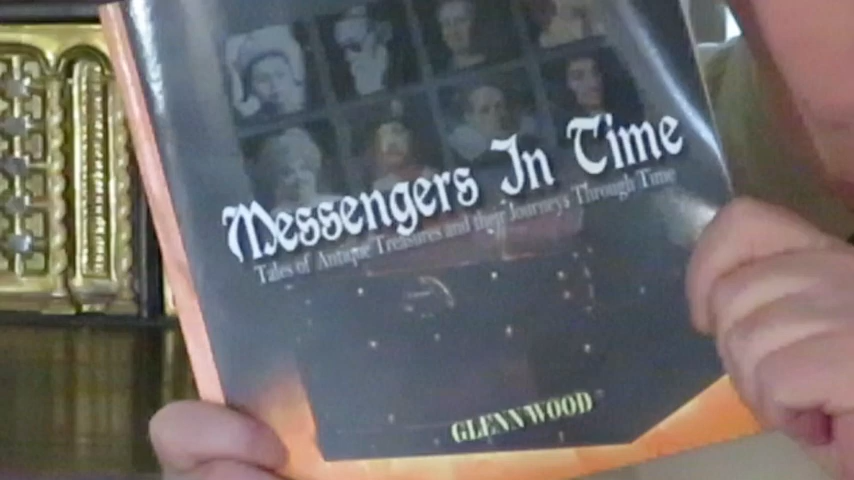 Messengers In Time
Tales of Antique Treasures and their Journeys Through Time
GLENN WOOD